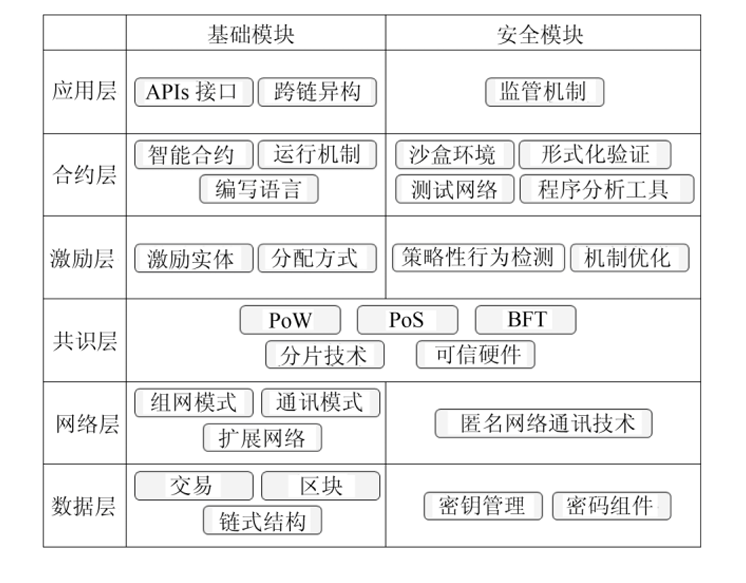 基础模块 安全模块
应用层 APIs 接口 跨链异构 监管机制
合约层 智能合约 运行机制 沙盒环境 形式化验证
编写语言 测试网络 程序分析工具
激励层 激励实体 分配方式 策略性行为检测 机制优化
共识层 PoW PoS BFT
分片技术 可信硬件
网络层 组网模式 通讯模式 匿名网络通讯技术
扩展网络
数据层 交易 区块 密钥管理 密码组件
链式结构